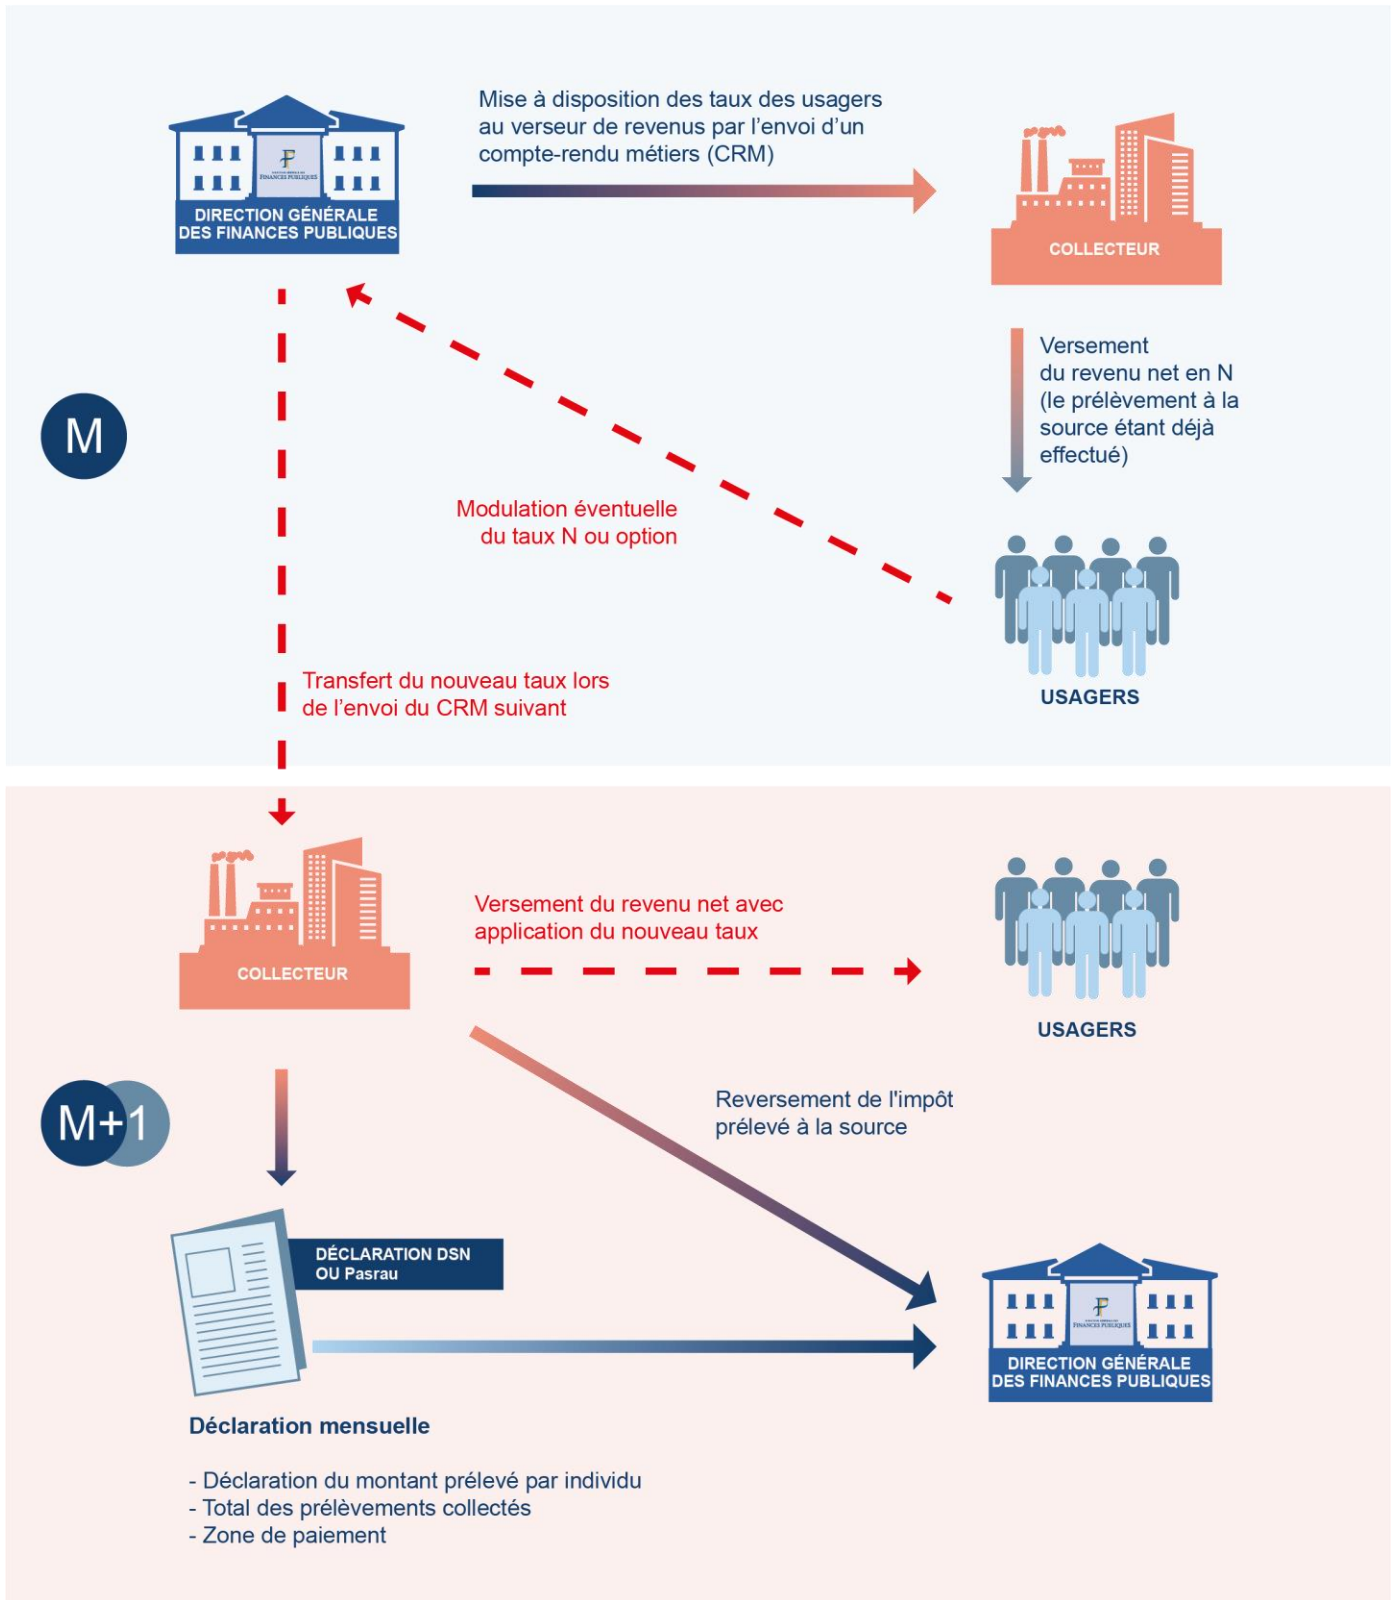 Mise à disposition des taux des usagers
au verseur de revenus par l’envoi d’un
compte-rendu métiers (CRM)
FINANCES PUBLIQUES
DIRECTION GÉNÉRALE
DES FINANCES PUBLIQUES
COLLECTEUR
Versement
du revenu net en N
(le prélèvement à la
source étant déjà
effectué)
M
Modulation éventuelle
du taux N ou option
USAGERS
Transfert du nouveau taux lors
de l’envoi du CRM suivant
COLLECTEUR
Versement du revenu net avec
application du nouveau taux
USAGERS
M+1
Reversement de l'impôt
prélevé à la source
DÉCLARATION DSN
OU Pasrau
FINANCES PUBLIQUES
DIRECTION GÉNÉRALE
DES FINANCES PUBLIQUES
Déclaration mensuelle
- Déclaration du montant prélevé par individu
- Total des prélèvements collectés
- Zone de paiement